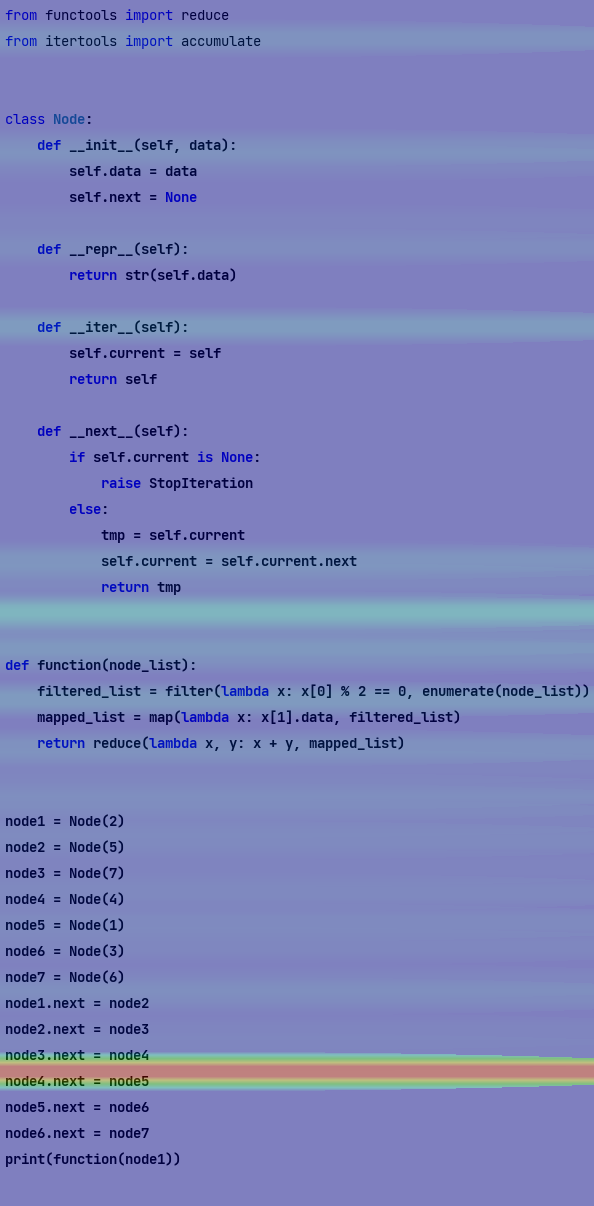 from functools import reduce
from itertools import accumulate
class Node:
    def __init__(self, data):
        self.data = data
        self.next = None
    def __repr__(self):
        return str(self.data)
    def __iter__(self):
        self.current = self
        return self
    def __next__(self):
        if self.current is None:
            raise StopIteration
        else:
            tmp = self.current
            self.current = self.current.next
            return tmp
def function(node_list):
    filtered_list = filter(lambda x: x[0] % 2 == 0, enumerate(node_list))
    mapped_list = map(lambda x: x[1].data, filtered_list)
    return reduce(lambda x, y: x + y, mapped_list)
node1 = Node(2)
node2 = Node(5)
node3 = Node(7)
node4 = Node(4)
node5 = Node(1)
node6 = Node(3)
node7 = Node(6)
node1.next = node2
node2.next = node3
node3.next = node4
node4.next = node5
node5.next = node6
node6.next = node7
print(function(node1))